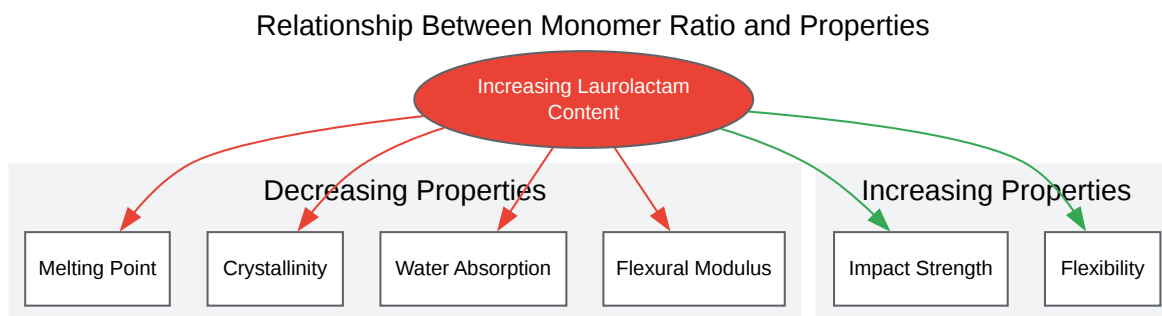 Relationship Between Monomer Ratio and Properties
Increasing Laurolactam
Content
Decreasing Properties
Increasing Properties
Melting Point
Crystallinity
Water Absorption
Flexural Modulus
Impact Strength
Flexibility